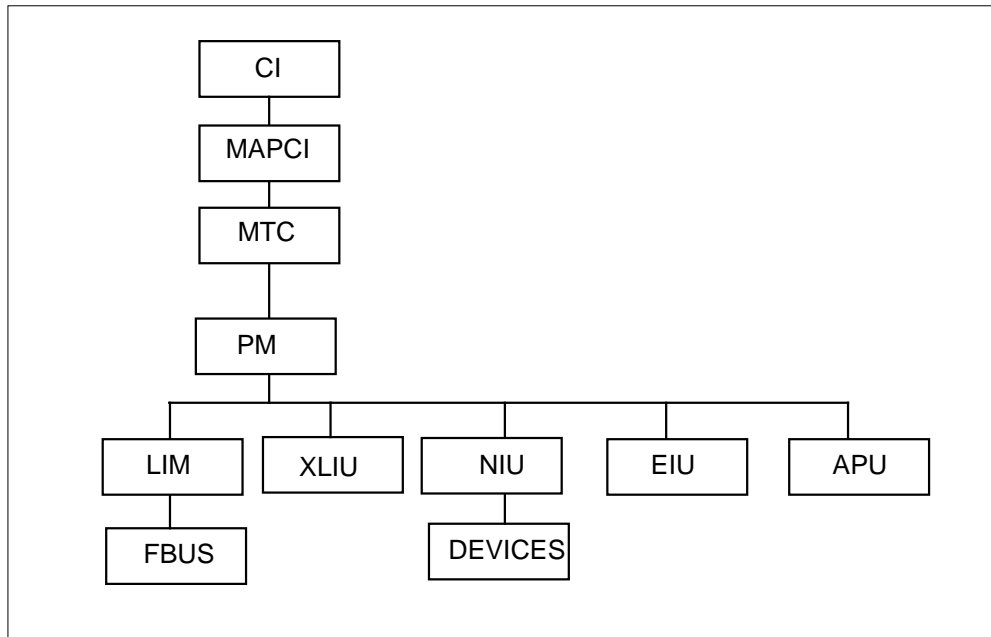 CI
MAPCI
MTC
PM
LIM
XLIU
NIU
EIU
APU
FBUS
DEVICES